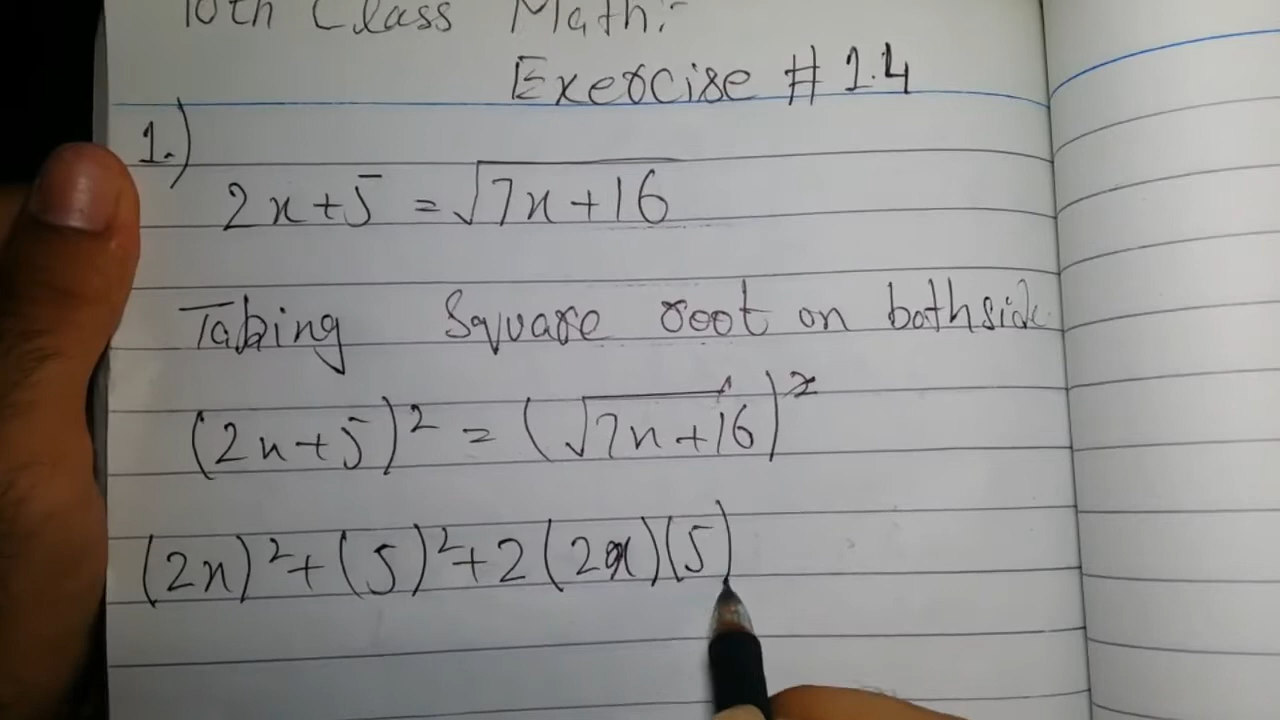 10th Class Math:
Exercise # 1.4
1.)
2x+5 = √7x+16
Taking Square root on bothside
(2x+5)² = (√7x+16)²
(2x)²+(5)²+2(2x)(5)